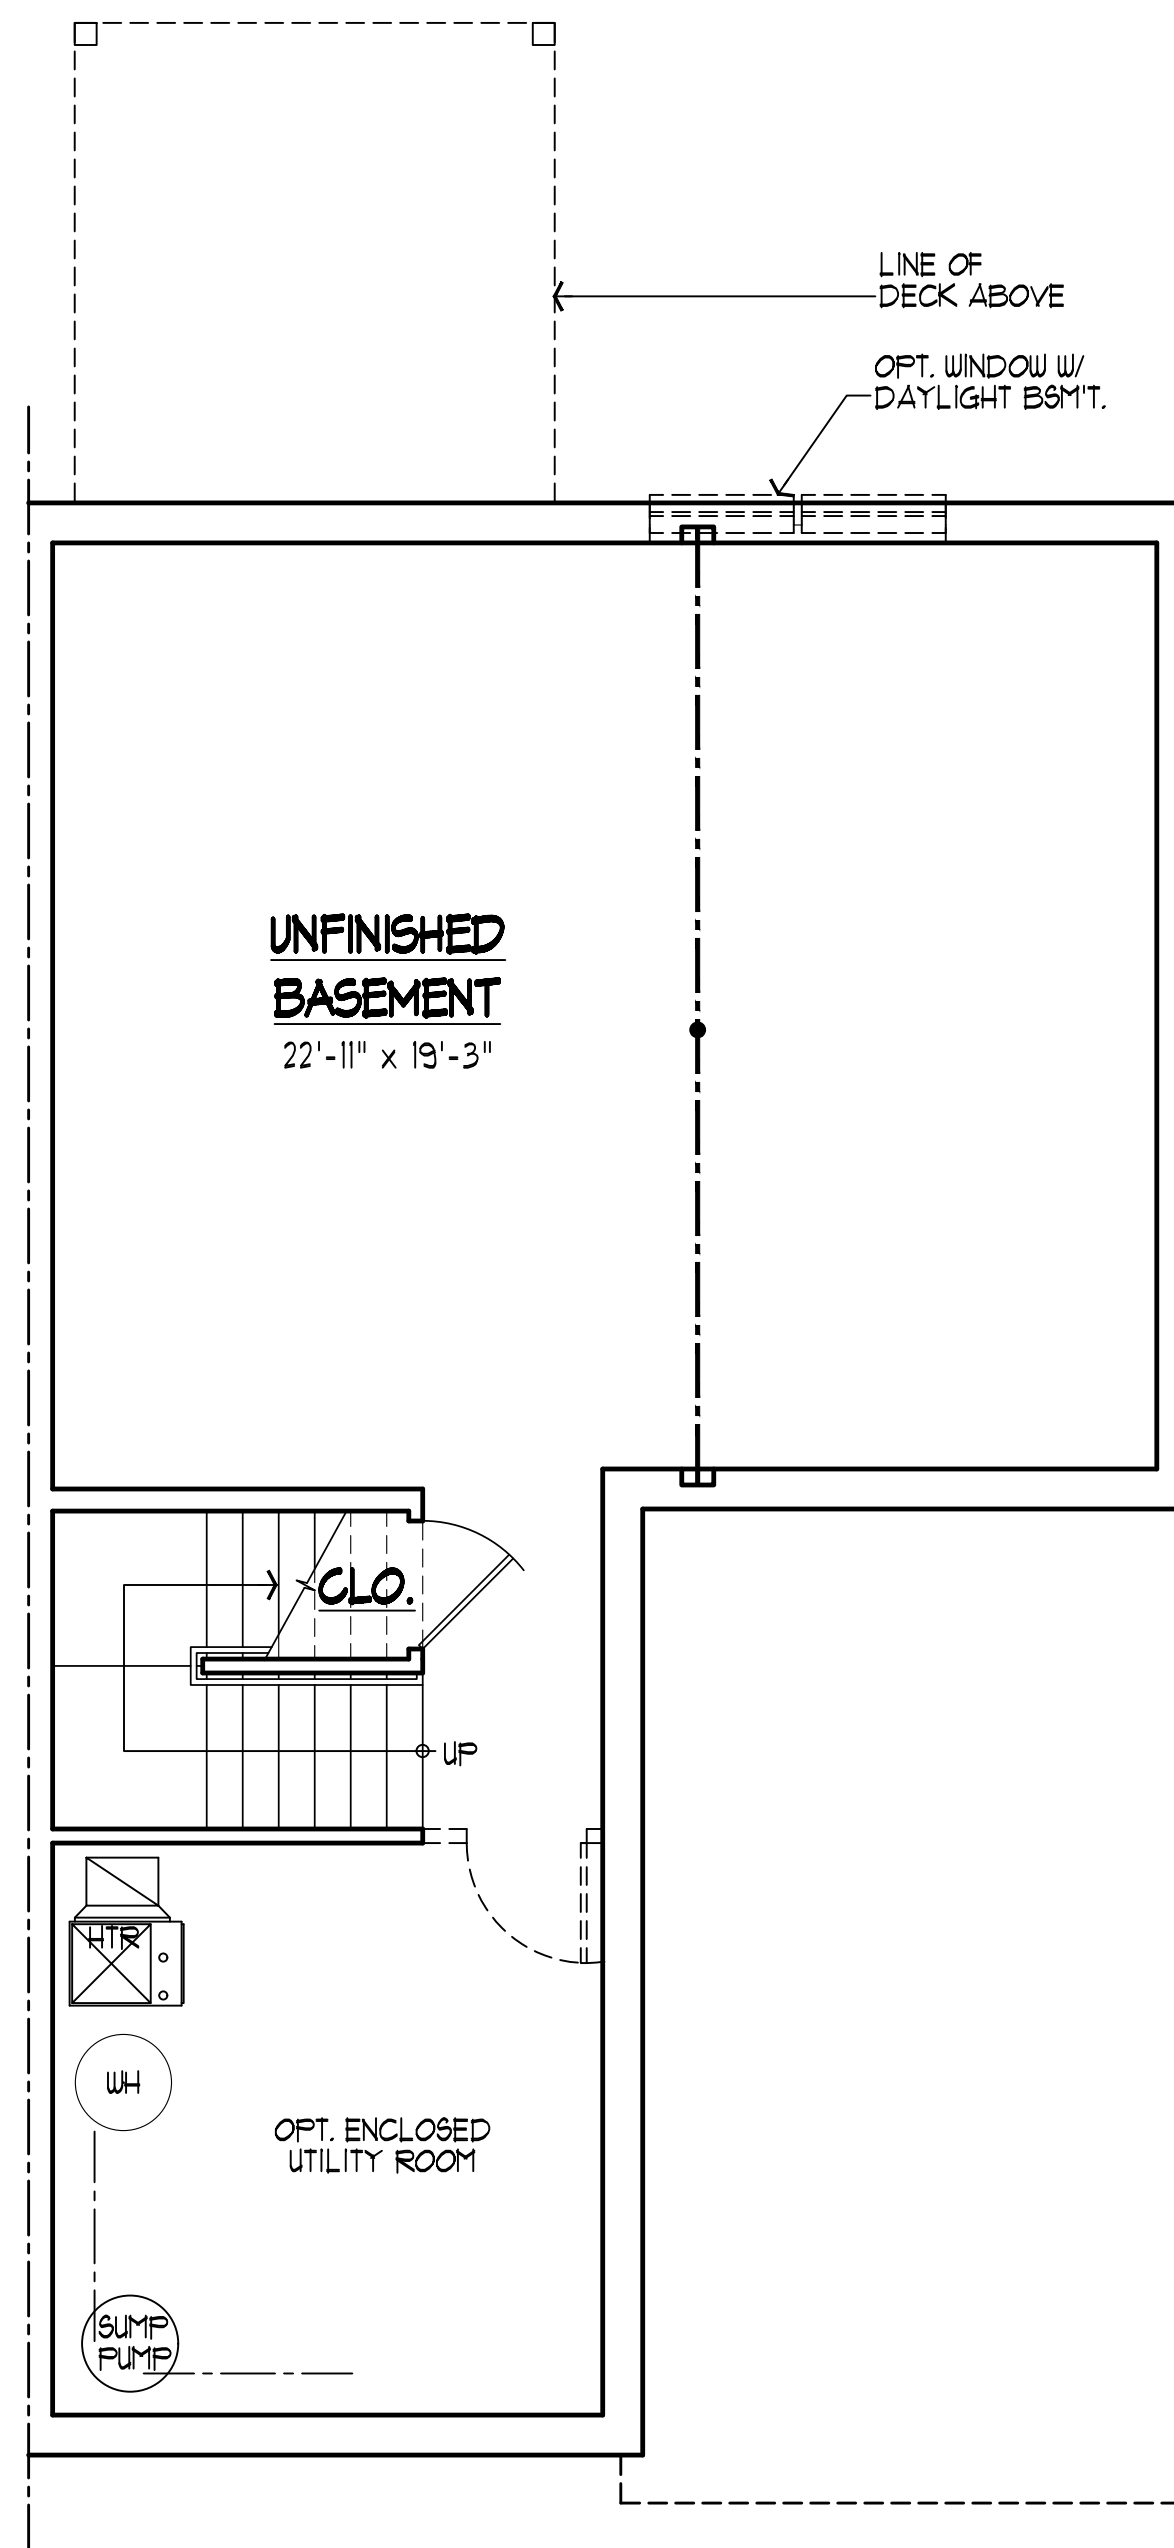 LINE OF
DECK ABOVE
OPT. WINDOW W/
DAYLIGHT BSM'T.
UNFINISHED
BASEMENT
22'-11" x 19'-3"
CLO.
UP
HTR
WH
OPT. ENCLOSED
UTILITY ROOM
SUMP
PUMP